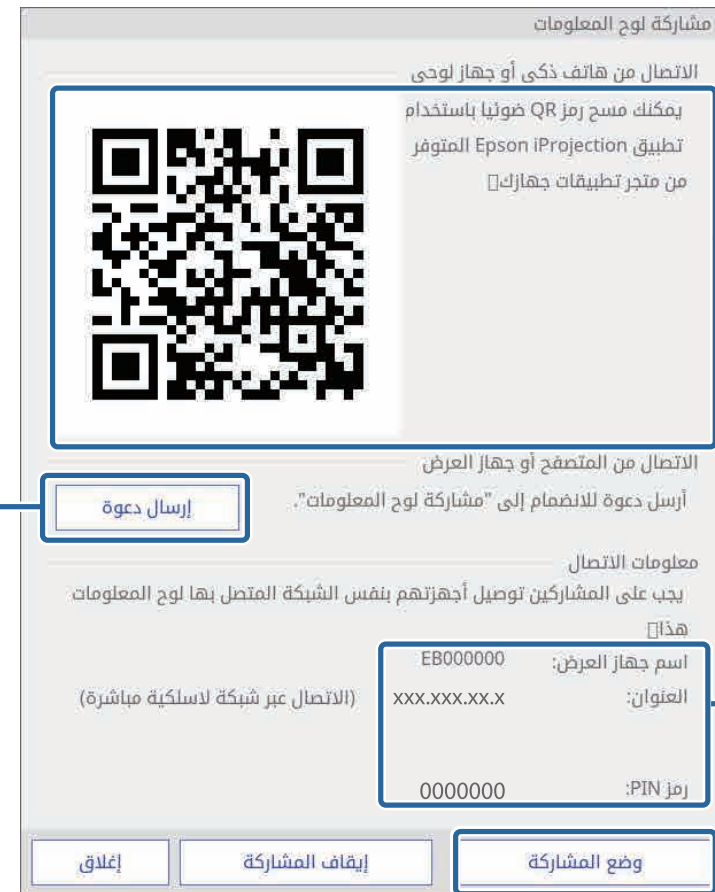 مشاركة لوح المعلومات
الاتصال من هاتف ذكي أو جهاز لوحي
يمكنك مسح رمز QR ضوئيا باستخدام
تطبيق Epson iProjection المتوفر
من متجر تطبيقات جهازك▯
الاتصال من المتصفح أو جهاز العرض
أرسل دعوة للانضمام إلى "مشاركة لوح المعلومات". إرسال دعوة
معلومات الاتصال
يجب على المشاركين توصيل أجهزتهم بنفس الشبكة المتصل بها لوح المعلومات
هذا▯
اسم جهاز العرض: EB000000
العنوان: xxx.xxx.xx.x (الاتصال عبر شبكة لاسلكية مباشرة)
رمز PIN: 0000000
وضع المشاركة إيقاف المشاركة إغلاق